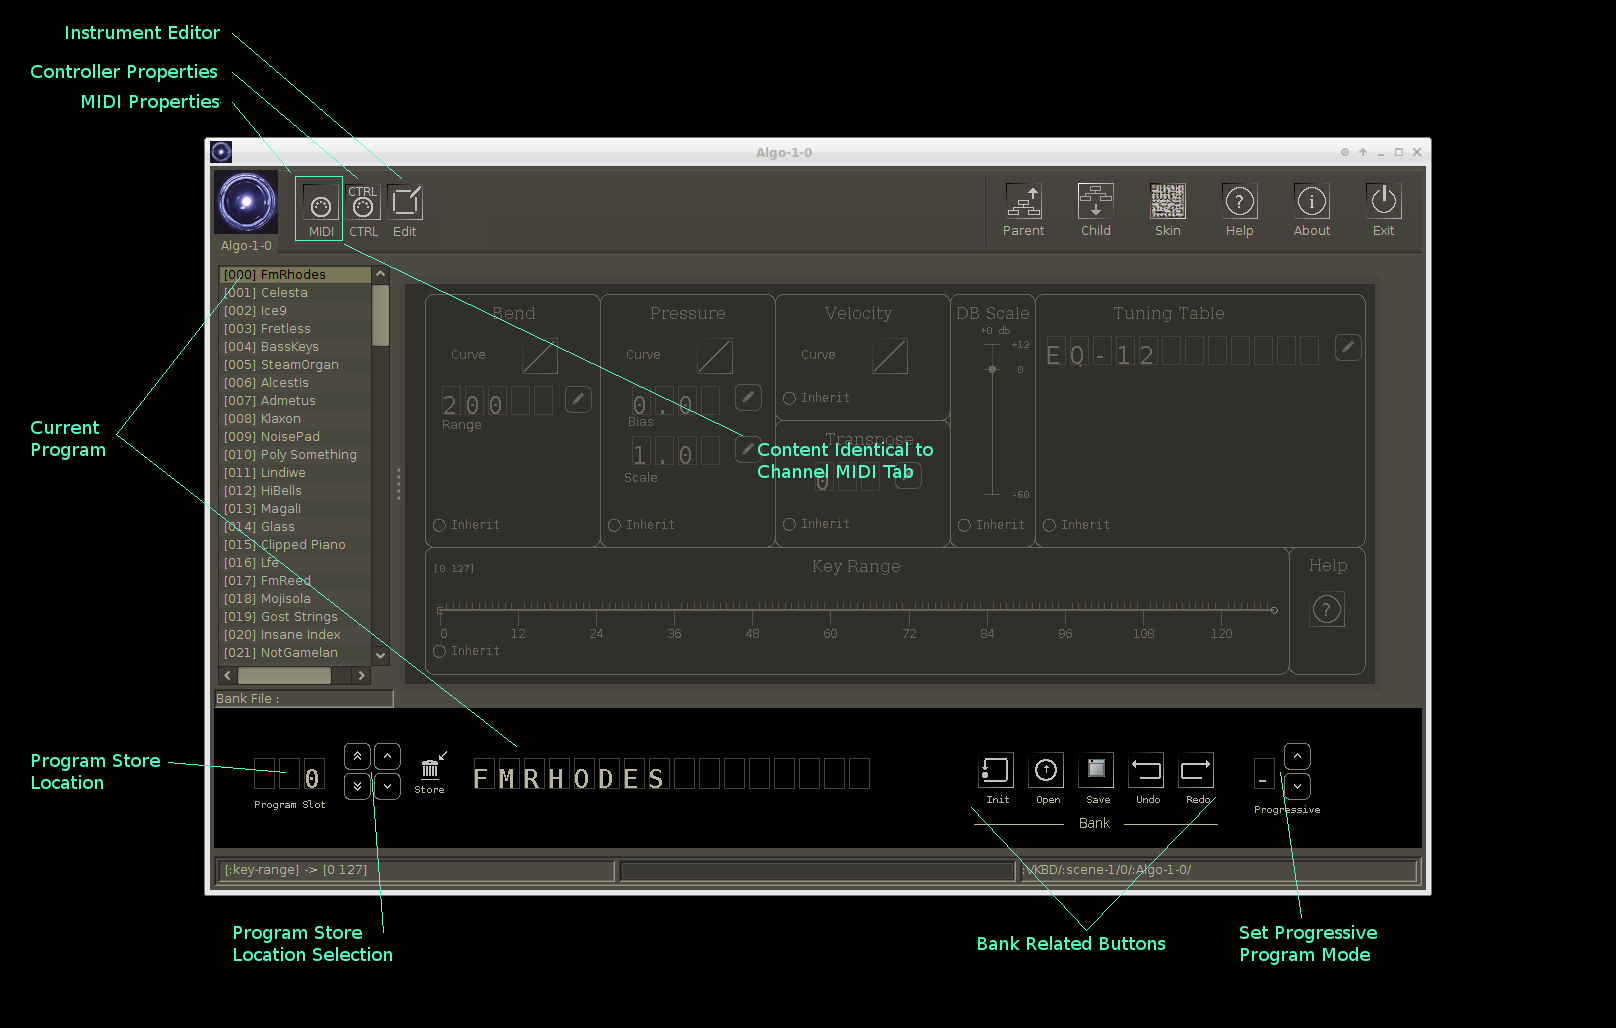 Instrument Editor
Controller Properties
MIDI Properties
Algo-1-0
CTRL
MIDI CTRL Edit
Parent Child Skin Help About Exit
Algo-1-0
[000] FmRhodes
[001] Celesta
[002] Ice9
[003] Fretless
[004] BassKeys
[005] SteamOrgan
[006] Alcestis
[007] Admetus
[008] Klaxon
[009] NoisePad
[010] Poly Something
[011] Lindiwe
[012] HiBells
[013] Magali
[014] Glass
[015] Clipped Piano
[016] Lfe
[017] FmReed
[018] Mojisola
[019] Gost Strings
[020] Insane Index
[021] NotGamelan
Bank File :
Current
Program
Bend
Curve
200
Range
Inherit
Pressure
Curve
0.0
Bias
1.0
Scale
Inherit
Velocity
Curve
Inherit
Transpose
0
Inherit
Content Identical to
Channel MIDI Tab
DB Scale
+0 db
+12
0
-60
Inherit
Tuning Table
EQ-12
Inherit
Key Range
[0 127]
0 12 24 36 48 60 72 84 96 108 120
Inherit
Help
?
Program Store
Location
0
Program Slot
Store
FMRHODES
Init Open Save Undo Redo
Bank
-
Progressive
[:key-range] -> [0 127]
:/KBD/:scene-1/0/:Algo-1-0/
Program Store
Location Selection
Bank Related Buttons
Set Progressive
Program Mode